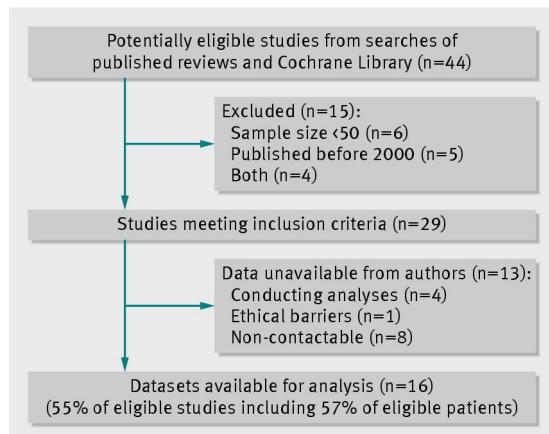 Potentially eligible studies from searches of
published reviews and Cochrane Library (n=44)
Excluded (n=15):
Sample size <50 (n=6)
Published before 2000 (n=5)
Both (n=4)
Studies meeting inclusion criteria (n=29)
Data unavailable from authors (n=13):
Conducting analyses (n=4)
Ethical barriers (n=1)
Non-contactable (n=8)
Datasets available for analysis (n=16)
(55% of eligible studies including 57% of eligible patients)